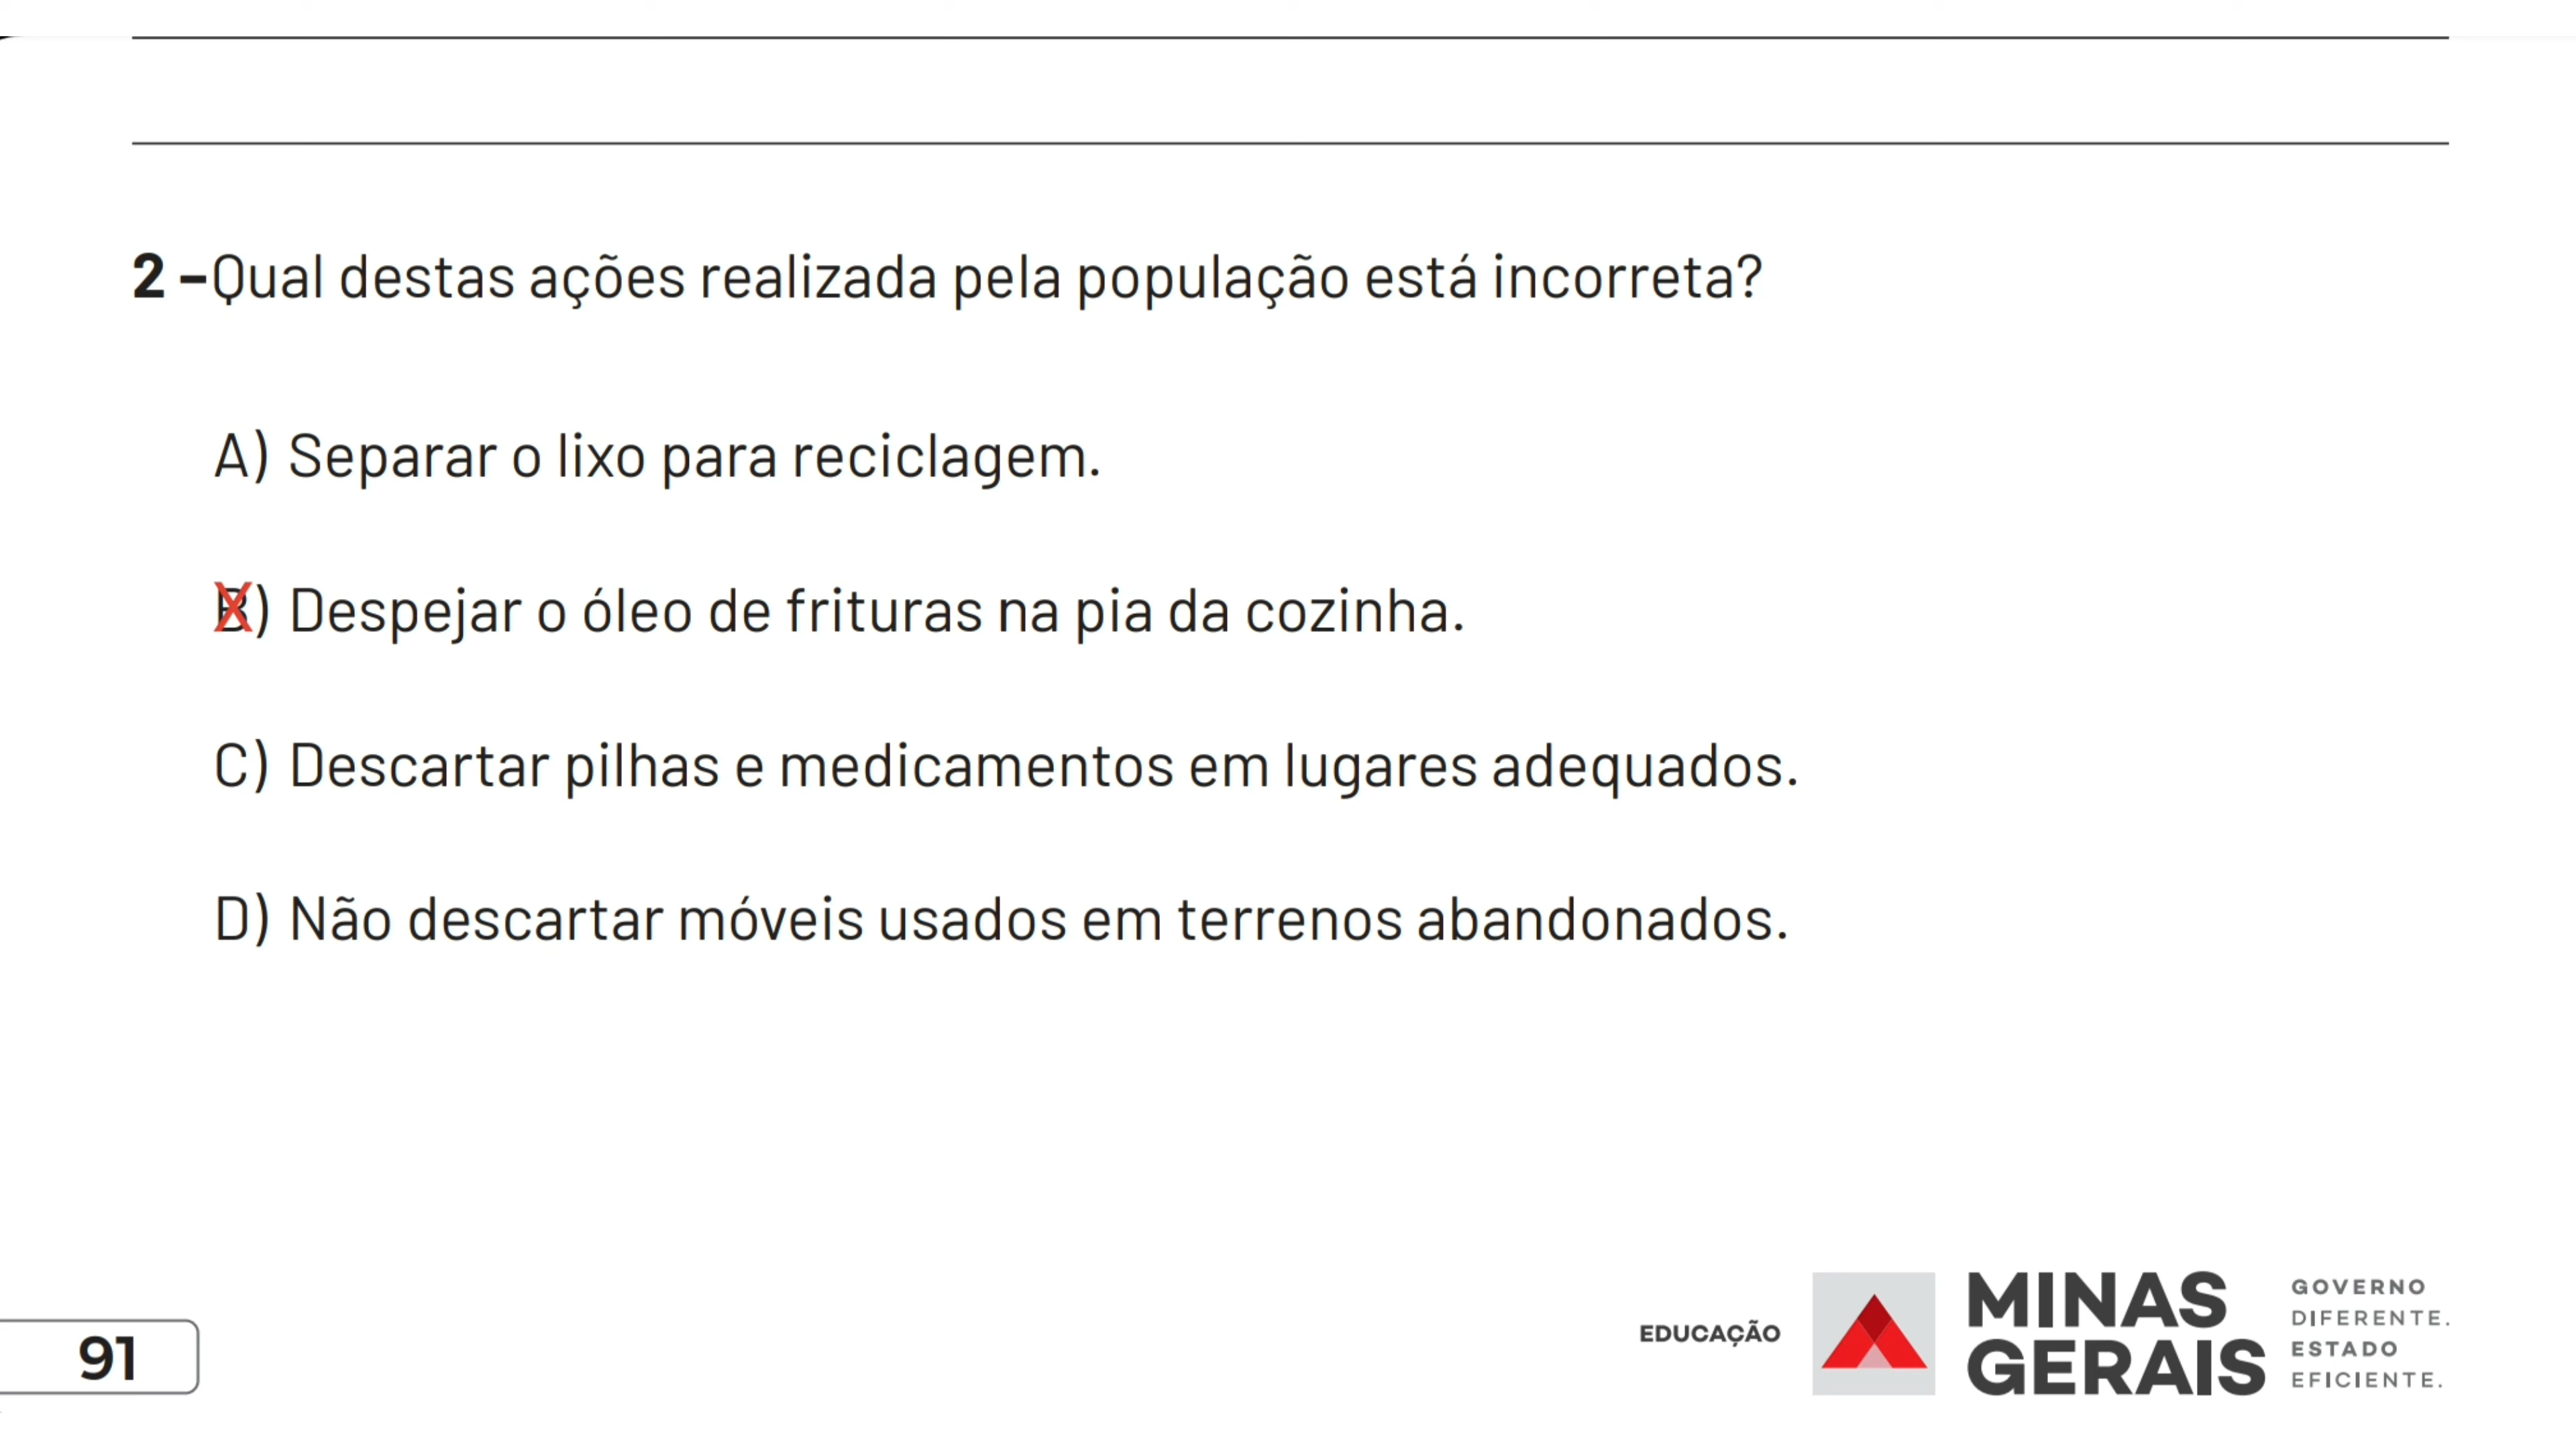 2 –Qual destas ações realizada pela população está incorreta?
A) Separar o lixo para reciclagem.
B) Despejar o óleo de frituras na pia da cozinha.
C) Descartar pilhas e medicamentos em lugares adequados.
D) Não descartar móveis usados em terrenos abandonados.
91
EDUCAÇÃO
MINAS
GERAIS
GOVERNO
DIFERENTE.
ESTADO
EFICIENTE.